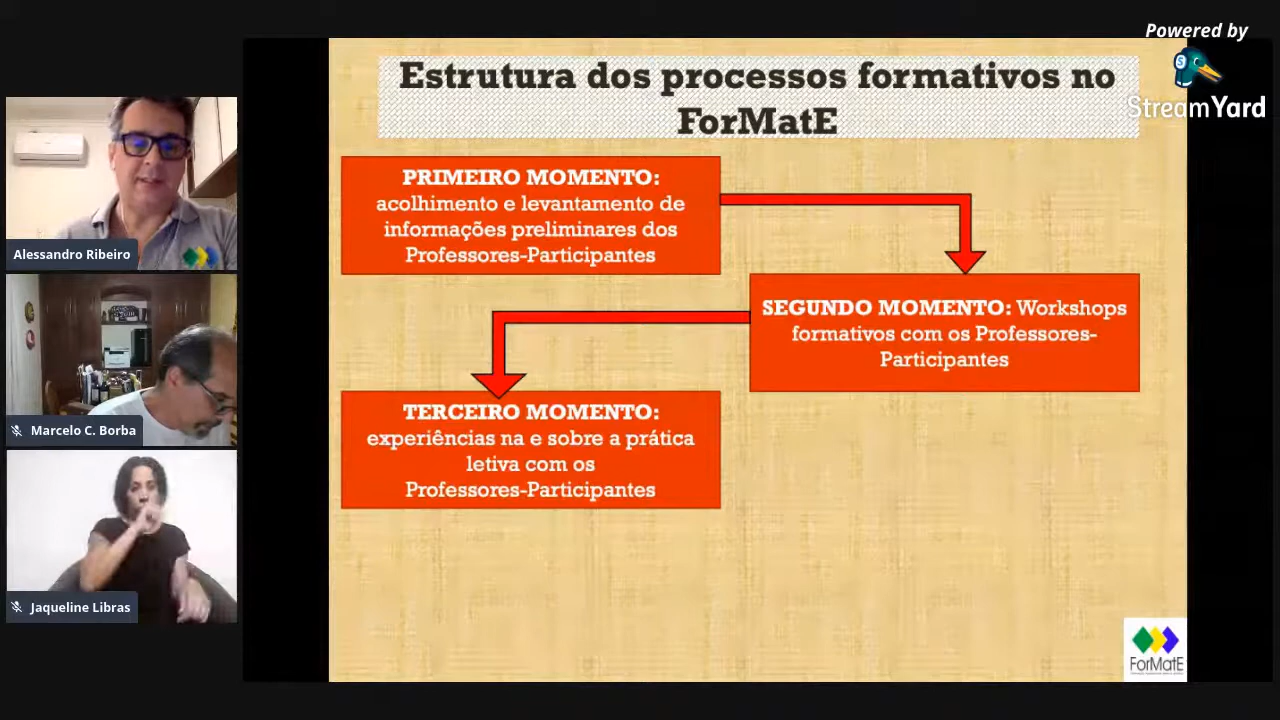 Powered by
StreamYard
Estrutura dos processos formativos no
ForMatE
PRIMEIRO MOMENTO:
acolhimento e levantamento de
informações preliminares dos
Professores-Participantes
SEGUNDO MOMENTO: Workshops
formativos com os Professores-
Participantes
TERCEIRO MOMENTO:
experiências na e sobre a prática
letiva com os
Professores-Participantes
Alessandro Ribeiro
Marcelo C. Borba
Jaqueline Libras
ForMatE